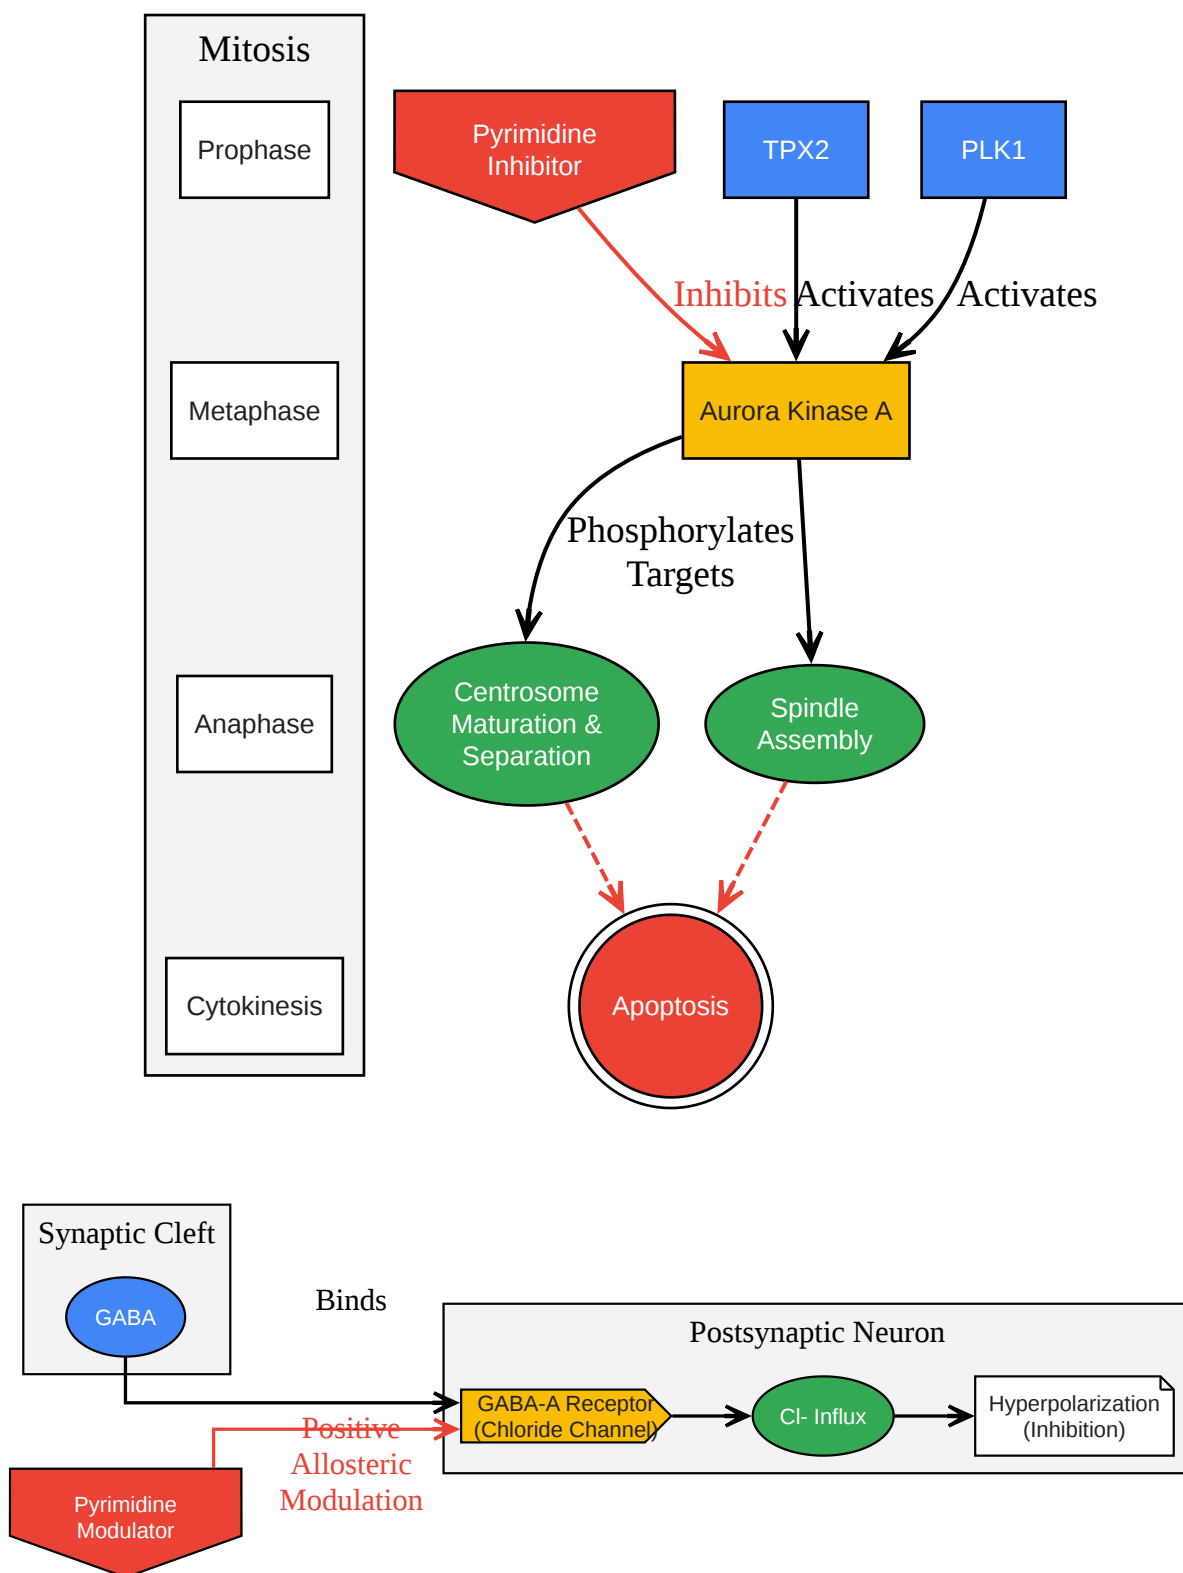 Mitosis
Prophase
Pyrimidine
Inhibitor
TPX2
PLK1
Inhibits
Activates
Activates
Metaphase
Aurora Kinase A
Phosphorylates
Targets
Anaphase
Centrosome
Maturation &
Separation
Spindle
Assembly
Cytokinesis
Apoptosis
Synaptic Cleft
GABA
Binds
Postsynaptic Neuron
GABA-A Receptor
(Chloride Channel)
Cl- Influx
Hyperpolarization
(Inhibition)
Positive
Allosteric
Modulation
Pyrimidine
Modulator